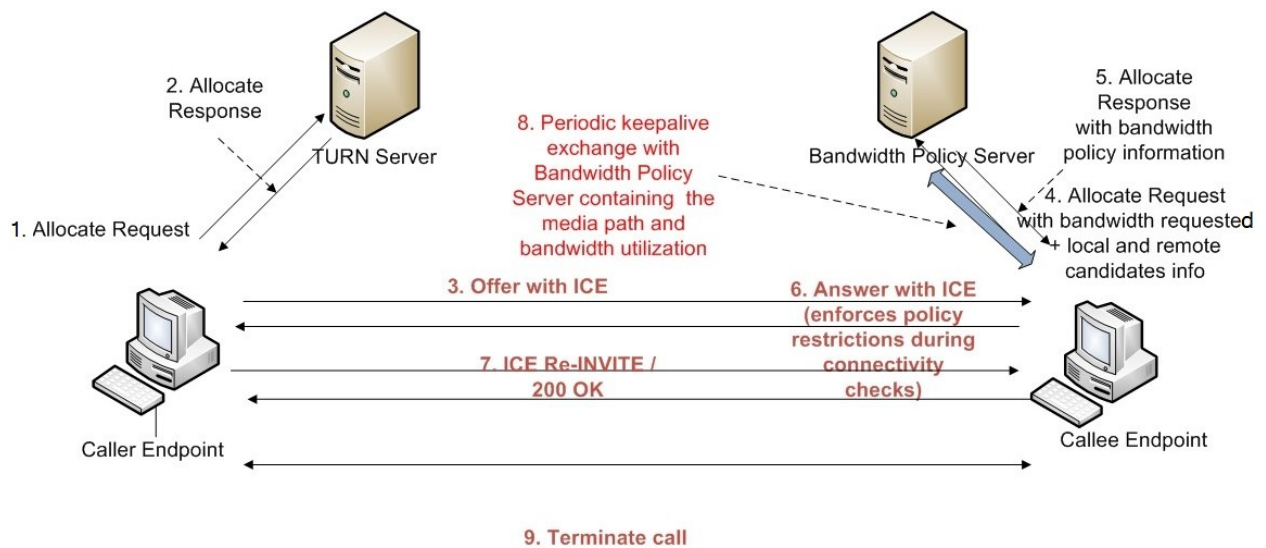 2. Allocate
Response
TURN Server
1. Allocate Request
8. Periodic keepalive
exchange with
Bandwidth Policy
Server containing the
media path and
bandwidth utilization
Bandwidth Policy Server
5. Allocate
Response
with bandwidth
policy information
4. Allocate Request
with bandwidth requested
+ local and remote
candidates info
3. Offer with ICE
6. Answer with ICE
(enforces policy
restrictions during
connectivity
checks)
7. ICE Re-INVITE /
200 OK
Caller Endpoint
Callee Endpoint
9. Terminate call